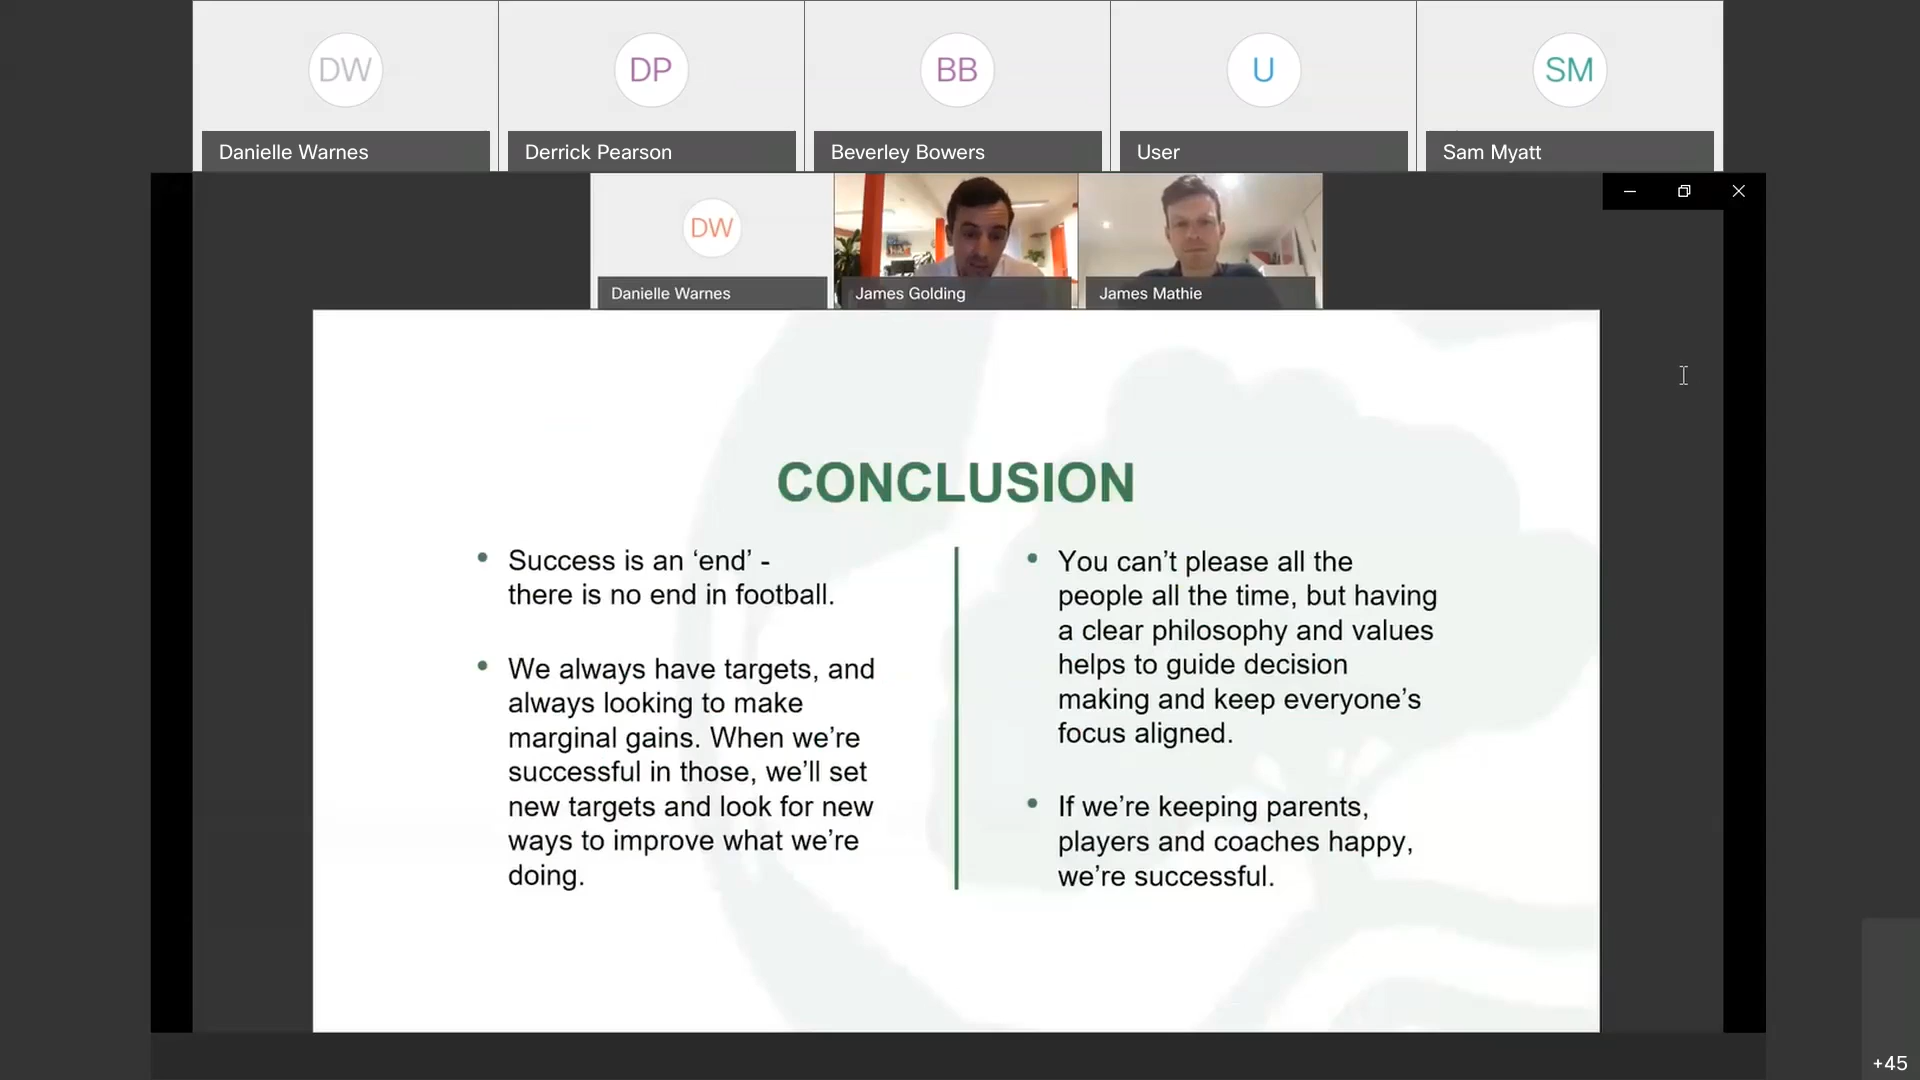 DW
DP
BB
U
SM
Danielle Warnes
Derrick Pearson
Beverley Bowers
User
Sam Myatt
DW
Danielle Warnes
James Golding
James Mathie
CONCLUSION
Success is an ‘end’ -
there is no end in football.
We always have targets, and
always looking to make
marginal gains. When we’re
successful in those, we’ll set
new targets and look for new
ways to improve what we’re
doing.
You can’t please all the
people all the time, but having
a clear philosophy and values
helps to guide decision
making and keep everyone’s
focus aligned.
If we’re keeping parents,
players and coaches happy,
we’re successful.
+45